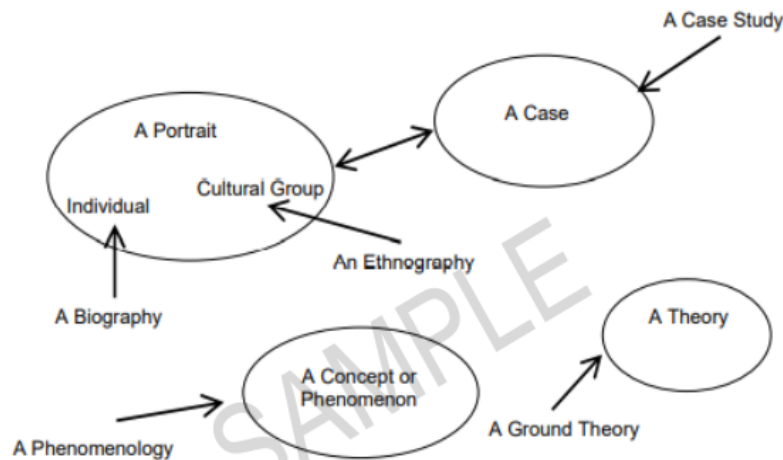 A Case Study
A Portrait
A Case
Individual
Cultural Group
An Ethnography
A Biography
SAMPLE
A Theory
A Concept or
Phenomenon
A Phenomenology
A Ground Theory